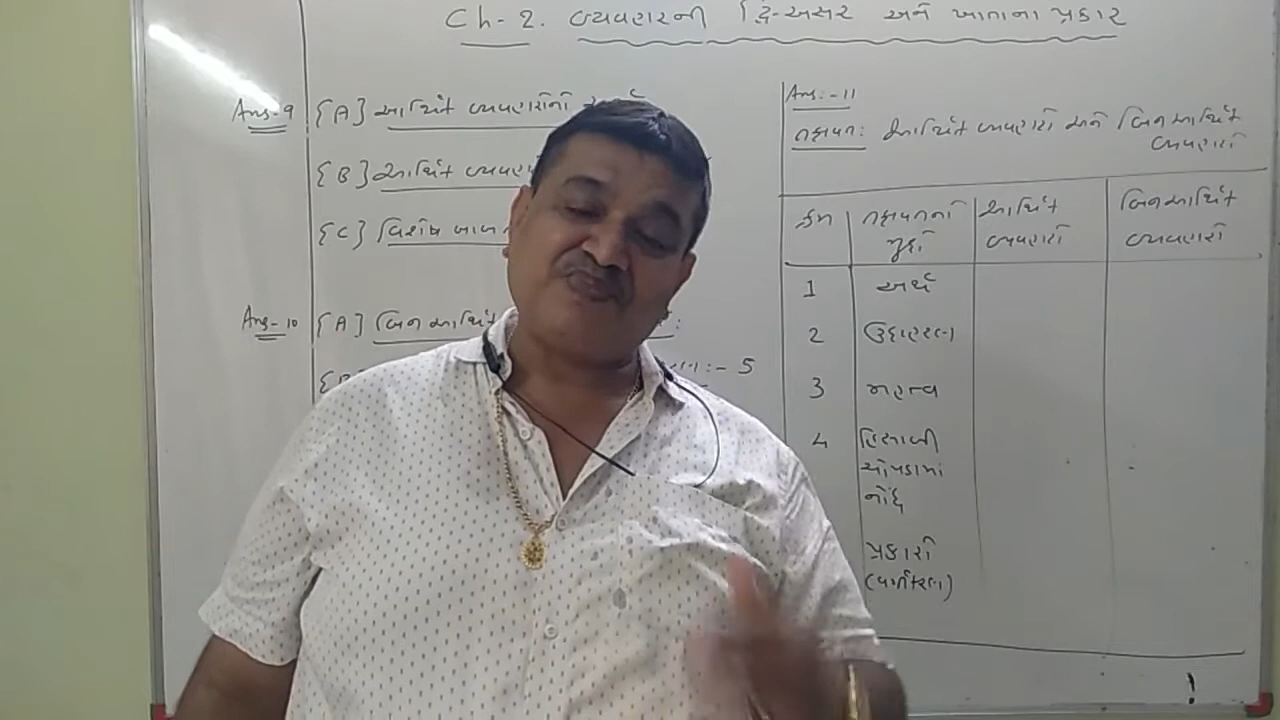 Ch-2. વ્યવહારની દ્વિ-અસર અને ખાતાના પ્રકાર
Ans-9 [A] આર્થિક વ્યવહારોનો
[B] આર્થિક
[C] વિશેષ
Ans-10 [A] બિનઆર્થિક
:- 5
Ans.-11
તફાવત: આર્થિક વ્યવહારો અને બિનઆર્થિક
વ્યવહારો
ક્રમ
તફાવતનો
મુદ્દો
આર્થિક
વ્યવહારો
બિનઆર્થિક
વ્યવહારો
1 અર્થ
2 ઉદાહરણ
3 મહત્વ
4 હિસાબી
ચોપડામાં
નોંધ
પ્રકારો
(વર્ગીકરણ)